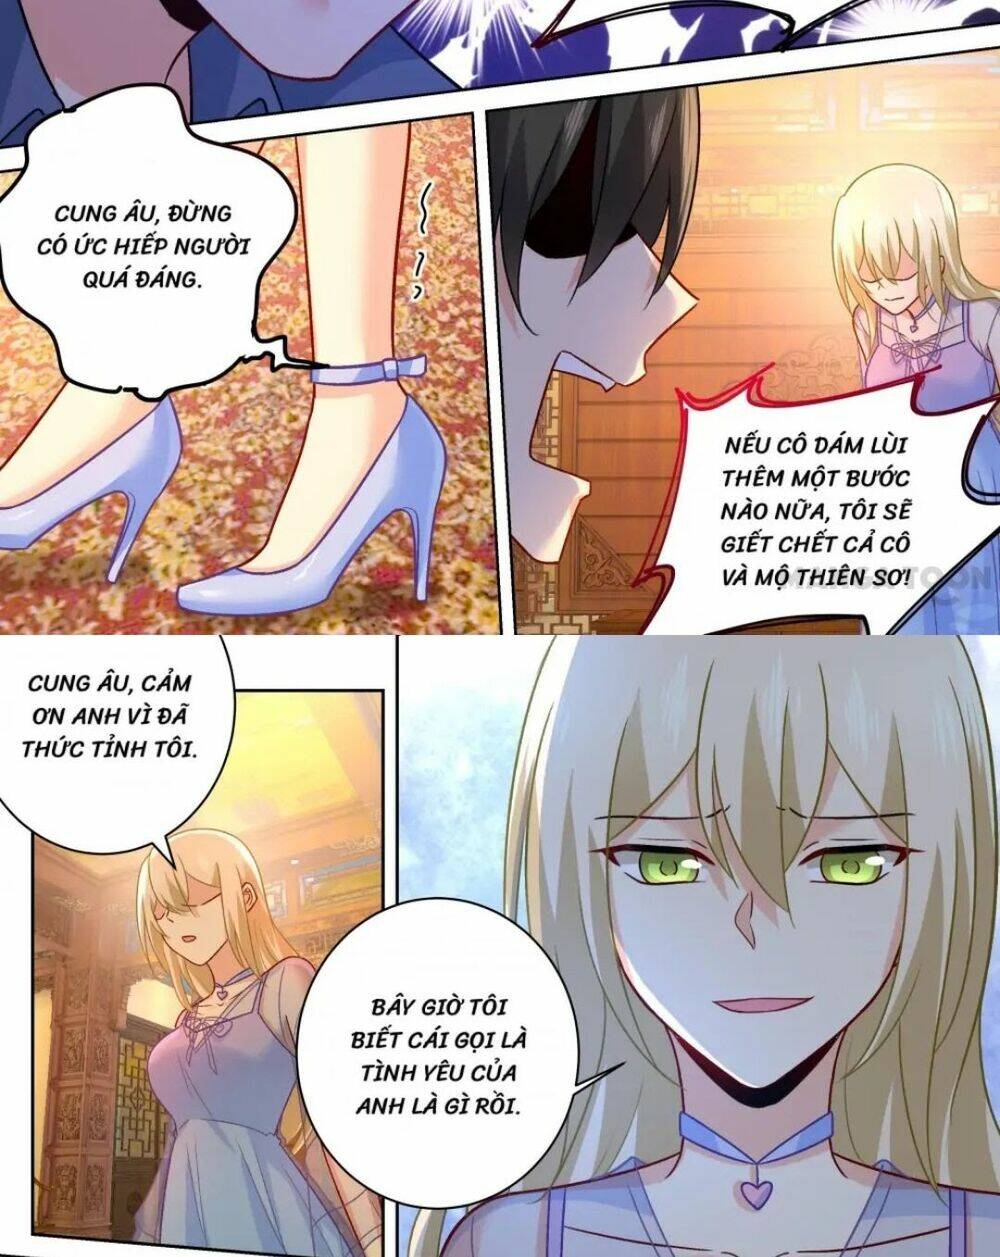 CUNG ÂU, ĐỪNG
CÓ ỨC HIẾP NGƯỜI
QUÁ ĐÁNG.
NẾU CÔ DÁM LÙI
THÊM MỘT BƯỚC
NÀO NỮA, TÔI SẼ
GIẾT CHẾT CẢ CÔ
VÀ MỘ THIÊN SƠ!
MANGA TOON
CUNG ÂU, CẢM
ƠN ANH VÌ ĐÃ
THỨC TỈNH TÔI.
BÂY GIỜ TÔI
BIẾT CÁI GỌI LÀ
TÌNH YÊU CỦA
ANH LÀ GÌ RỒI.